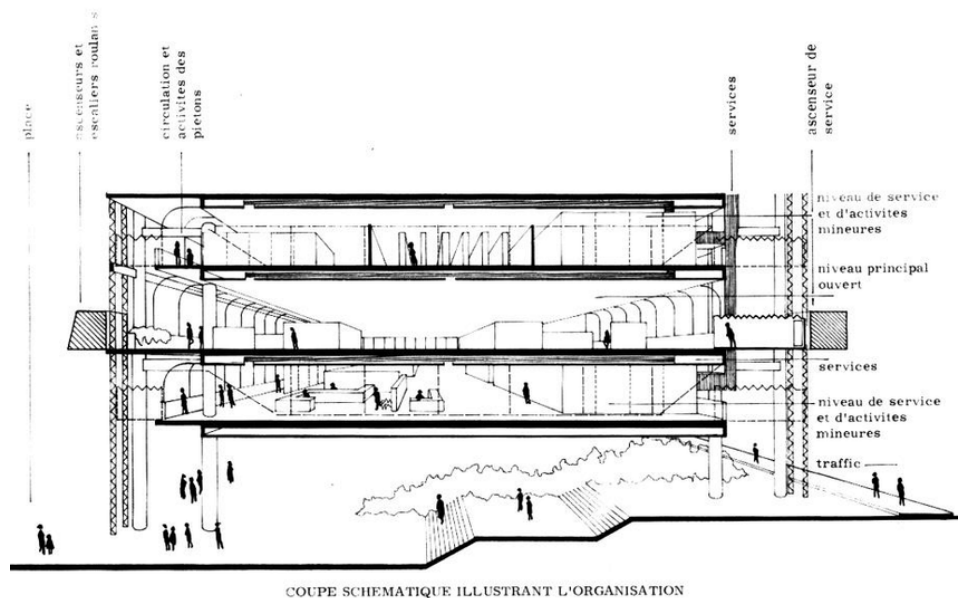 place
ascenseurs et
escaliers roulan s
circulation et
activites des
pietons
services
ascenseur de
service
niveau de service
et d'activites
mineures
niveau principal
ouvert
services
niveau de service
et d'activites
mineures
traffic
COUPE SCHEMATIQUE ILLUSTRANT L'ORGANISATION